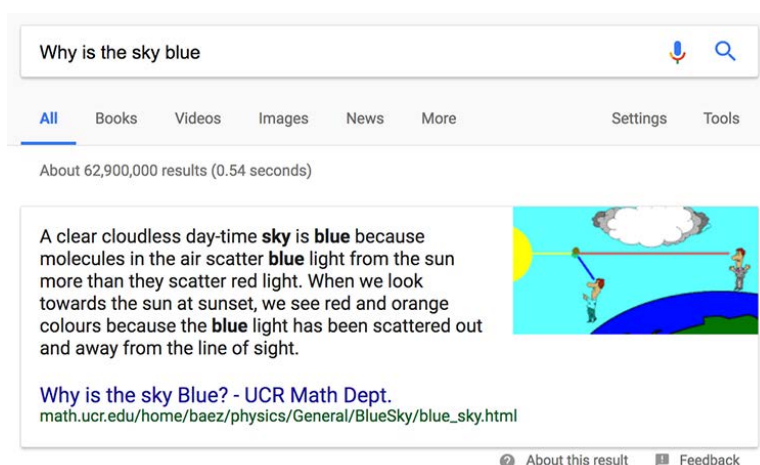 Why is the sky blue
All Books Videos Images News More Settings Tools
About 62,900,000 results (0.54 seconds)
A clear cloudless day-time sky is blue because
molecules in the air scatter blue light from the sun
more than they scatter red light. When we look
towards the sun at sunset, we see red and orange
colours because the blue light has been scattered out
and away from the line of sight.
Why is the sky Blue? - UCR Math Dept.
math.ucr.edu/home/baez/physics/General/BlueSky/blue_sky.html
About this result Feedback